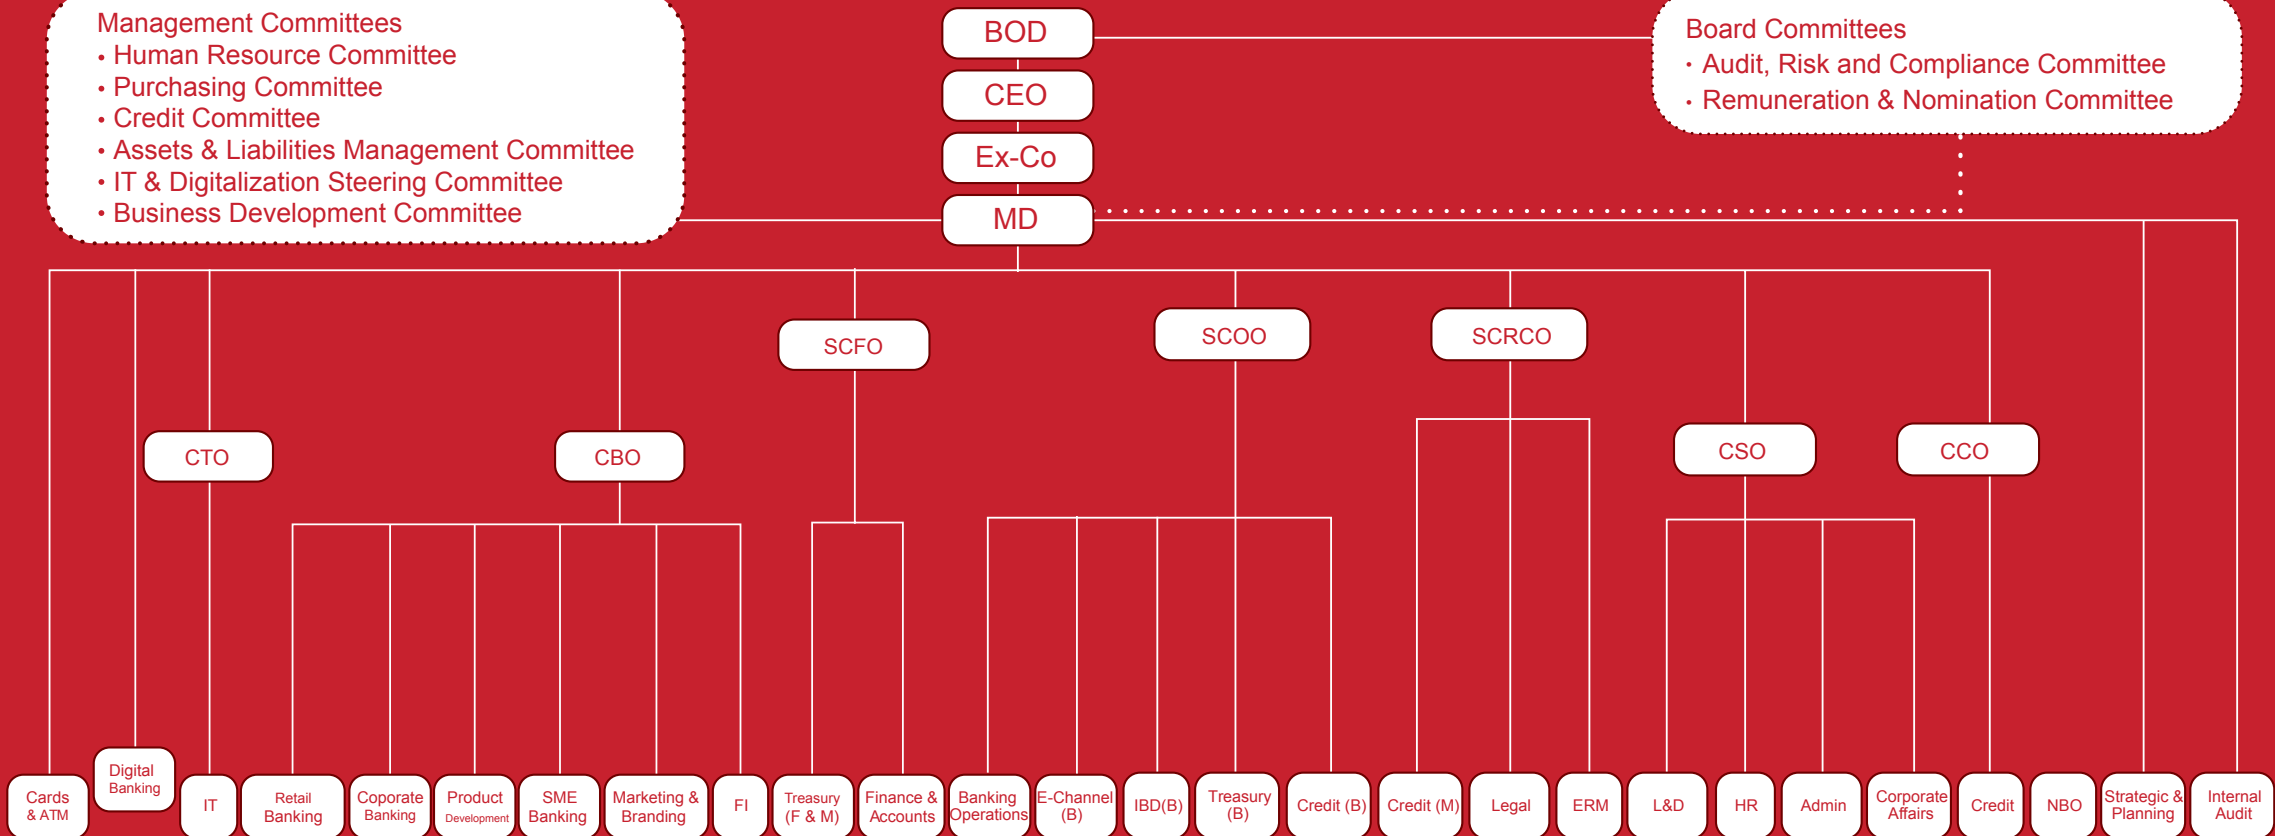 Management Committees
• Human Resource Committee
• Purchasing Committee
• Credit Committee
• Assets & Liabilities Management Committee
• IT & Digitalization Steering Committee
• Business Development Committee
BOD
CEO
Ex-Co
MD
Board Committees
• Audit, Risk and Compliance Committee
• Remuneration & Nomination Committee
SCFO
SCOO
SCRCO
CTO
CBO
CSO
CCO
Cards
& ATM
Digital
Banking
IT
Retail
Banking
Coporate
Banking
Product
Development
SME
Banking
Marketing &
Branding
FI
Treasury
(F & M)
Finance &
Accounts
Banking
Operations
E-Channel
(B)
IBD(B)
Treasury
(B)
Credit (B)
Credit (M)
Legal
ERM
L&D
HR
Admin
Corporate
Affairs
Credit
NBO
Strategic &
Planning
Internal
Audit